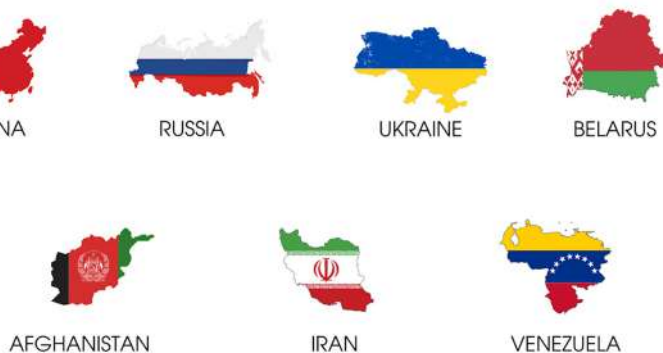 NA
RUSSIA
UKRAINE
BELARUS
AFGHANISTAN
IRAN
VENEZUELA